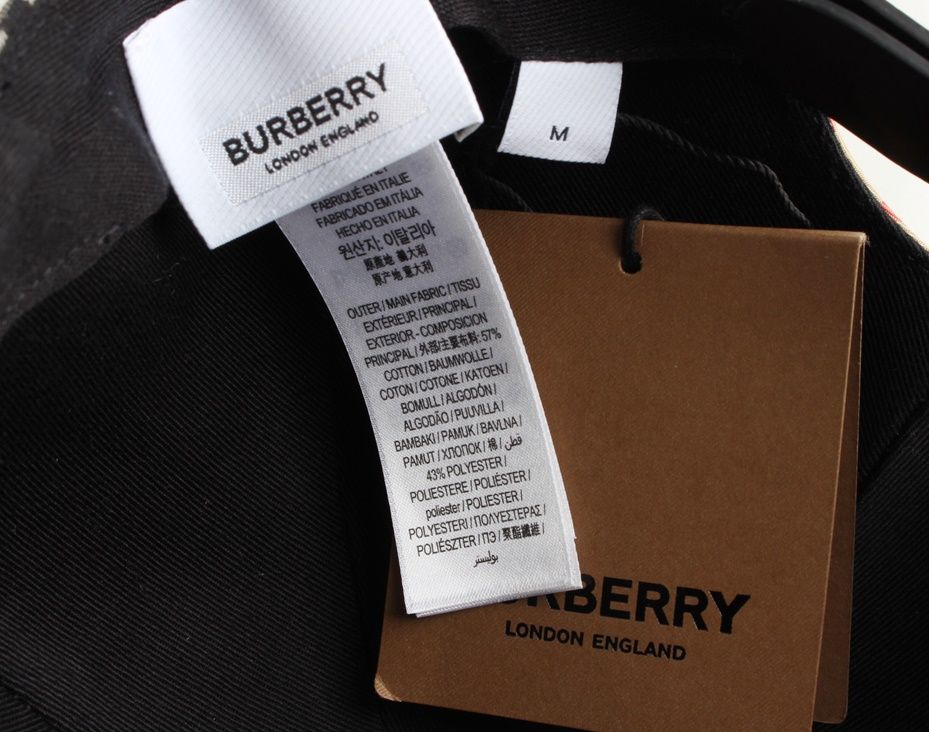 BURBERRY
LONDON ENGLAND
M
FABRIQUÉ EN ITALIE
FABRICADO EM ITÁLIA
HECHO EN ITALIA
원산지: 이탈리아
原產地 義大利
原产地 意大利
OUTER / MAIN FABRIC / TISSU
EXTÉRIEUR / PRINCIPAL /
EXTERIOR - COMPOSICION
PRINCIPAL / 外部/主要布料: 57%
COTTON / BAUMWOLLE /
COTON / COTONE / KATOEN /
BOMULL / ALGODÓN /
ALGODÃO / PUUVILLA /
BAMBAKI / PAMUK / BAVLNA /
PAMUT / ХЛОПОК / 棉 / قطن
43% POLYESTER /
POLIESTERE / POLIÉSTER /
poliester / POLIESTER /
POLYESTERI / ΠΟΛΥΕΣΤΕΡΑΣ /
POLIÉSZTER / ПЭ / 聚酯纖維 /
بوليستر
BURBERRY
LONDON ENGLAND